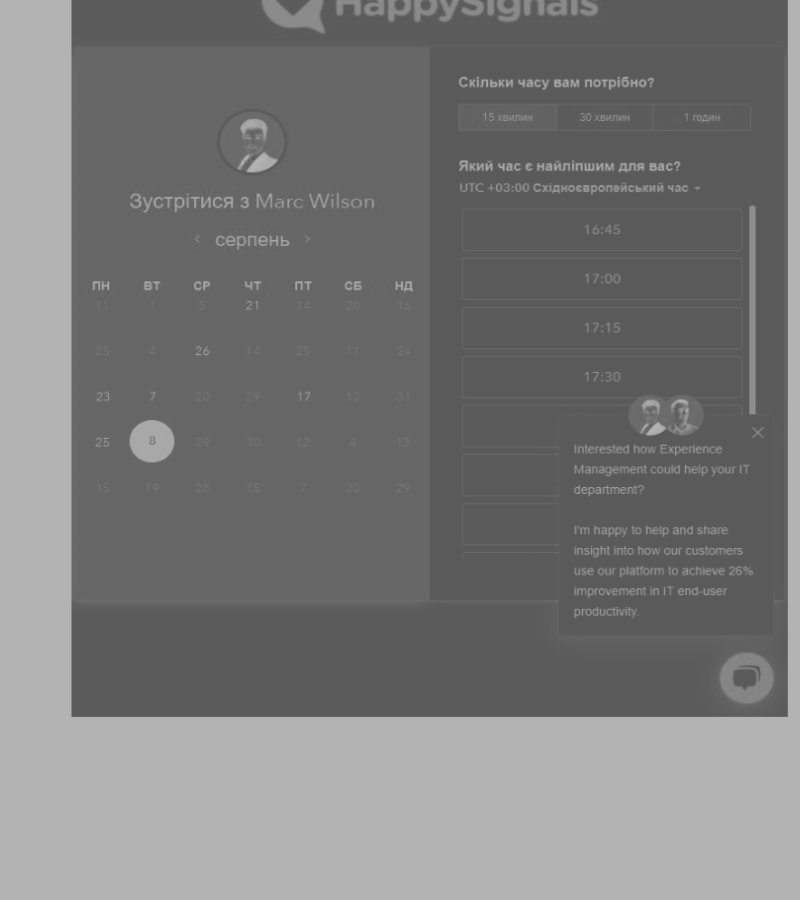 HappySignals
Зустрітися з Marc Wilson
серпень
ПН ВТ СР ЧТ ПТ СБ НД
11 1 5 21 14 20 16
25 4 26 14 25 11 24
23 7 20 29 17 12 31
25 8 29 10 12 4 13
15 19 26 15 7 20 29
Скільки часу вам потрібно?
15 хвилин 30 хвилин 1 годин
Який час є найліпшим для вас?
UTC +03:00 Східноєвропейський час
16:45
17:00
17:15
17:30
Interested how Experience
Management could help your IT
department?
I'm happy to help and share
insight into how our customers
use our platform to achieve 26%
improvement in IT end-user
productivity.